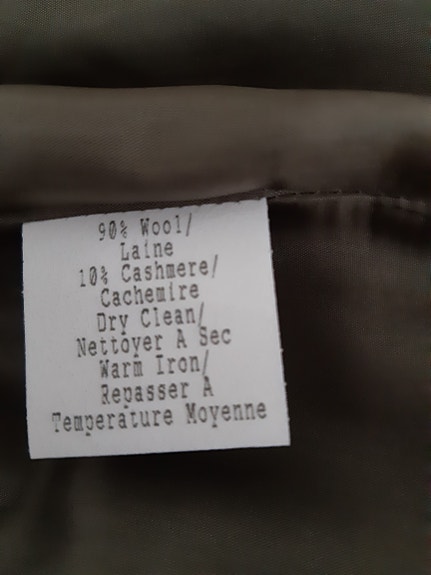 90% Wool/
Laine
10% Cashmere/
Cachemire
Dry Clean/
Nettoyer A Sec
Warm Iron/
Repasser A
Temperature Moyenne